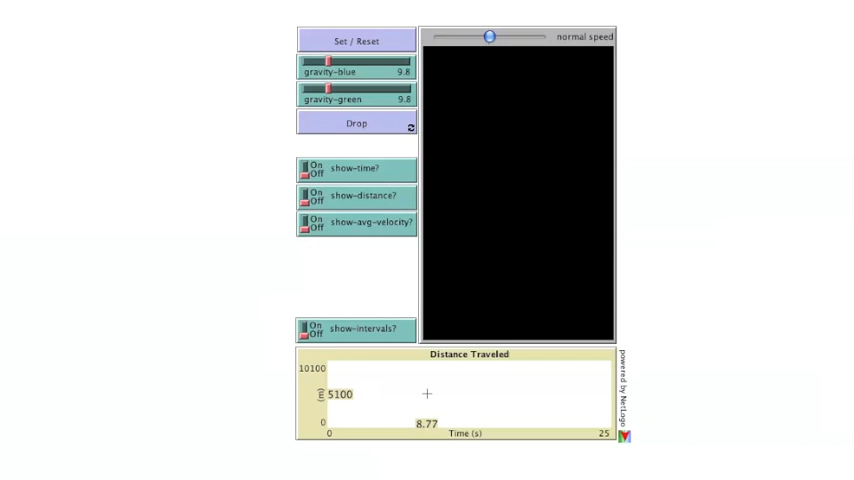 Set / Reset
normal speed
gravity-blue 9.8
gravity-green 9.8
Drop
On
Off
show-time?
On
Off
show-distance?
On
Off
show-avg-velocity?
On
Off
show-intervals?
Distance Traveled
10100
(m)
5100
0
8.77
0
Time (s)
25
powered by NetLogo